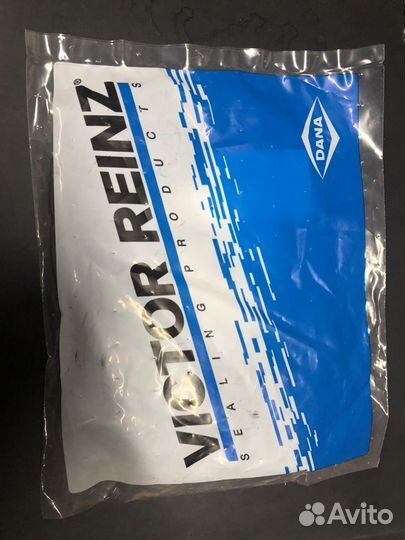 VICTOR REINZ®
SEALING PRODUCTS
DANA
Avito